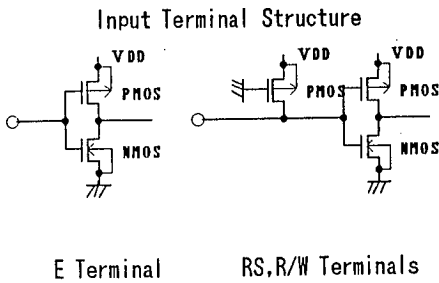 Input Terminal Structure
VDD
PMOS
NMOS
VDD
PMOS
VDD
PMOS
NMOS
E Terminal
RS,R/W Terminals